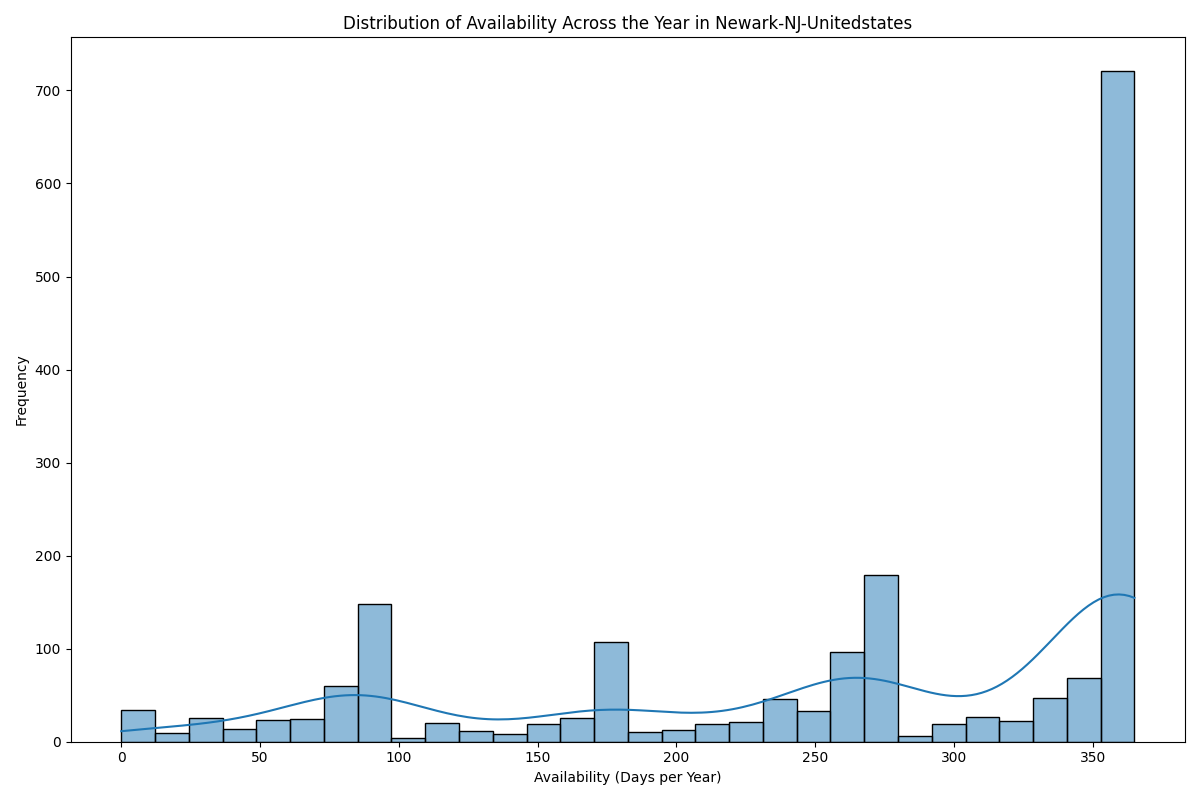 Distribution of Availability Across the Year in Newark-NJ-Unitedstates
700
600
500
400
300
200
100
0
Frequency
0 50 100 150 200 250 300 350
Availability (Days per Year)